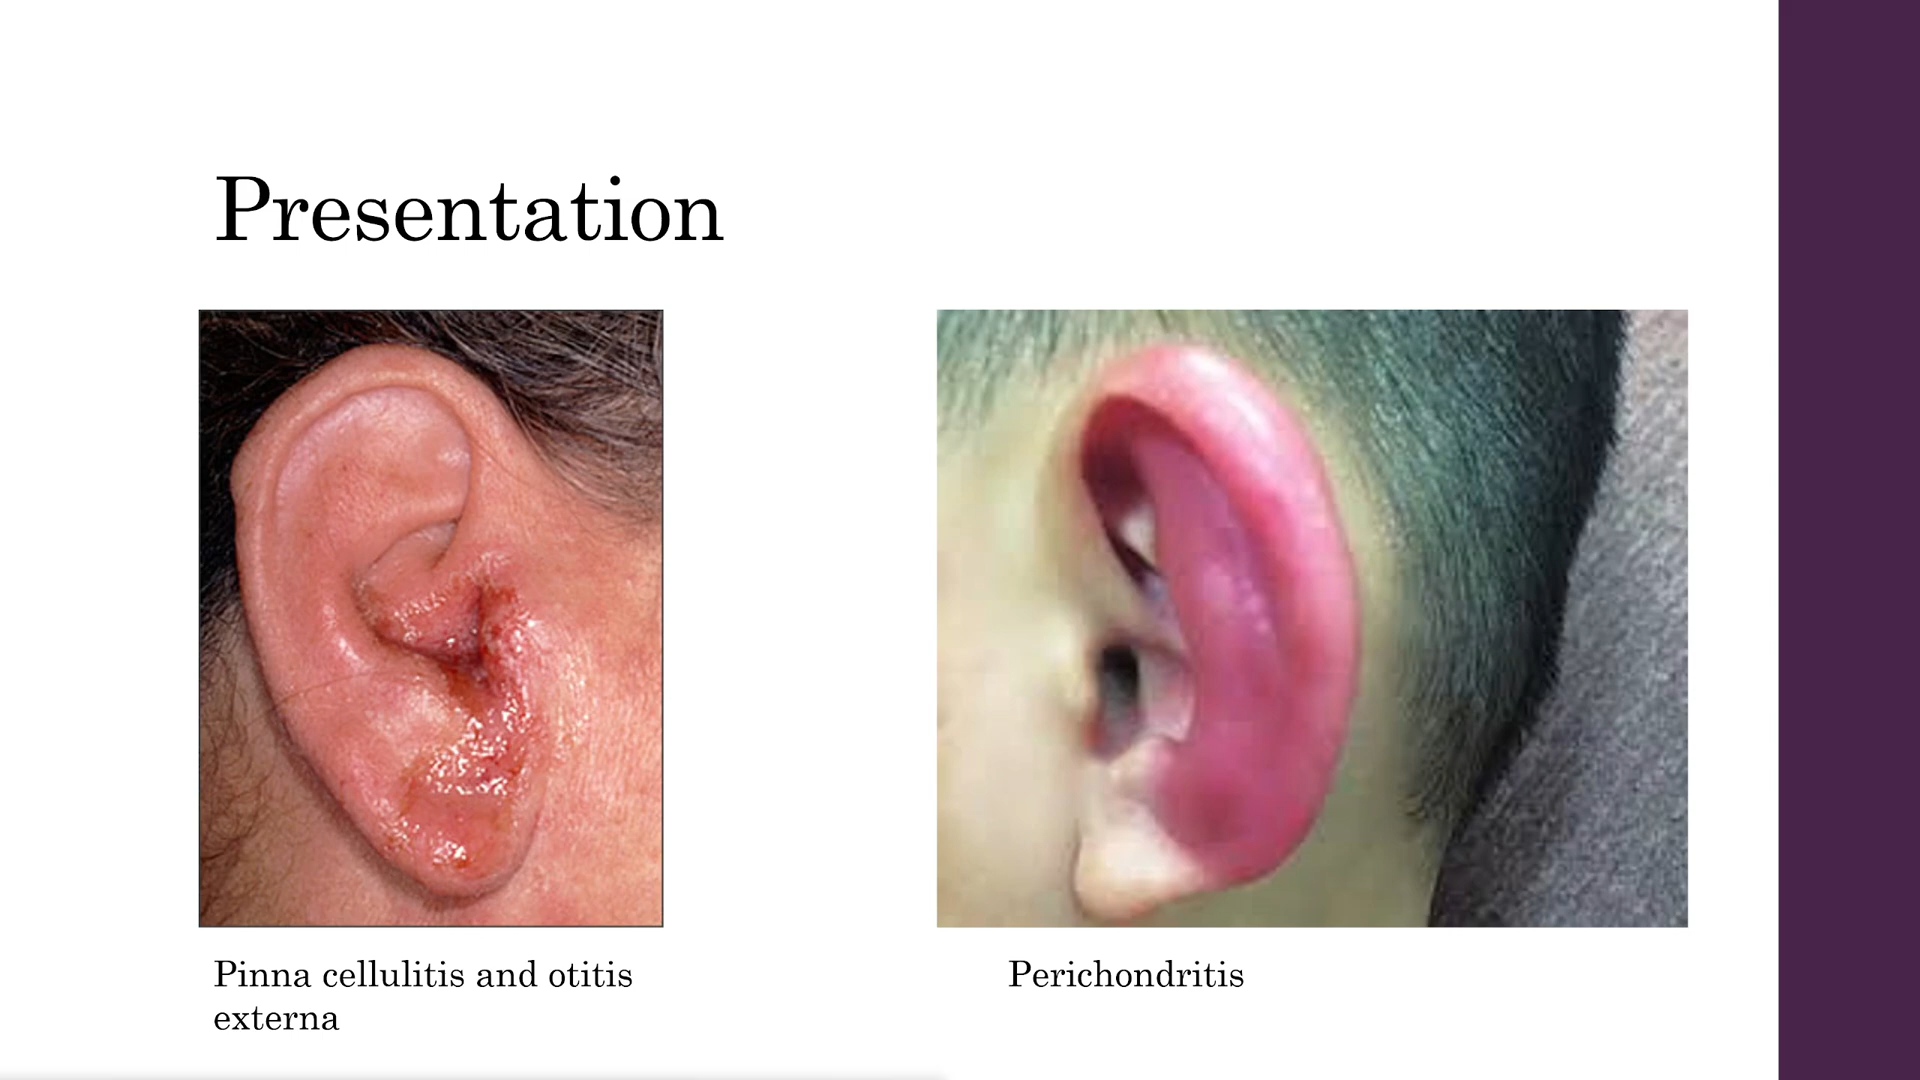 Presentation
Pinna cellulitis and otitis
externa
Perichondritis